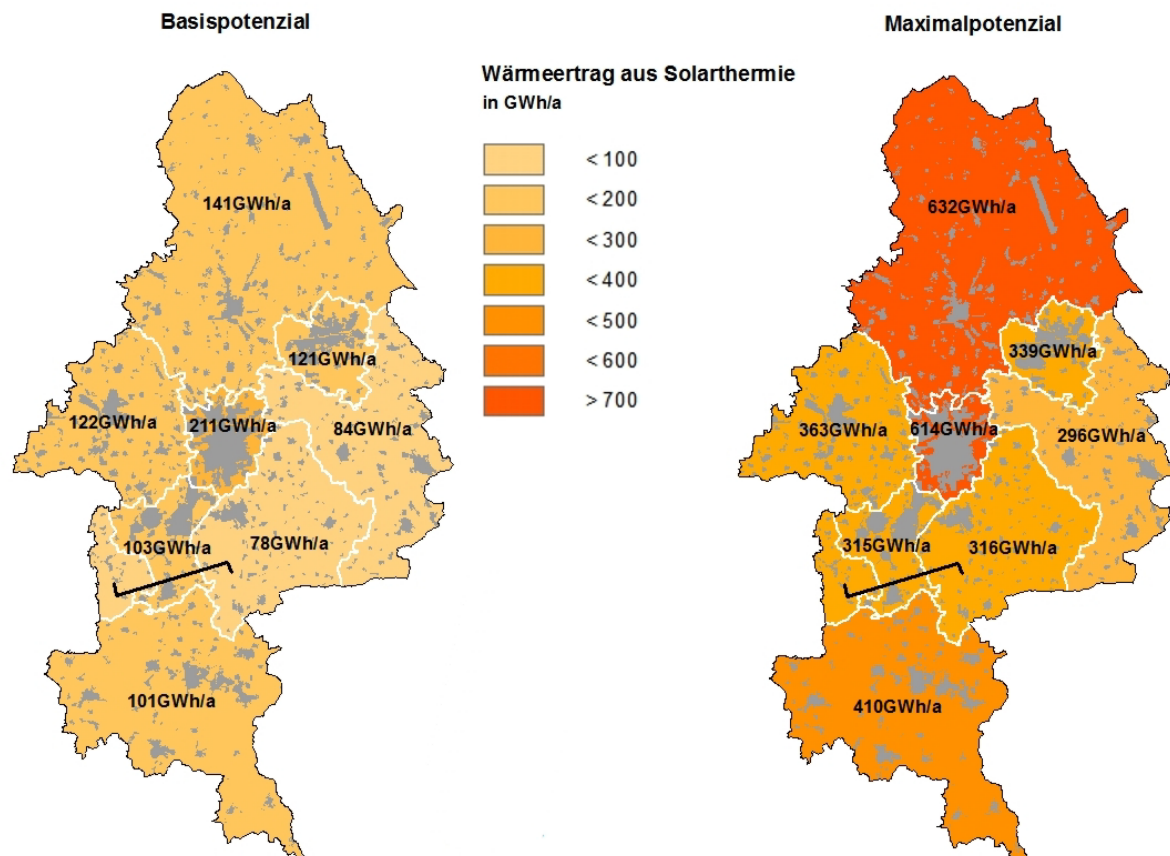 Basispotenzial
Maximalpotenzial
Wärmeertrag aus Solarthermie
in GWh/a
< 100
< 200
< 300
< 400
< 500
< 600
> 700
141GWh/a
121GWh/a
122GWh/a
211GWh/a
84GWh/a
103GWh/a
78GWh/a
101GWh/a
632GWh/a
339GWh/a
363GWh/a
614GWh/a
296GWh/a
315GWh/a
316GWh/a
410GWh/a